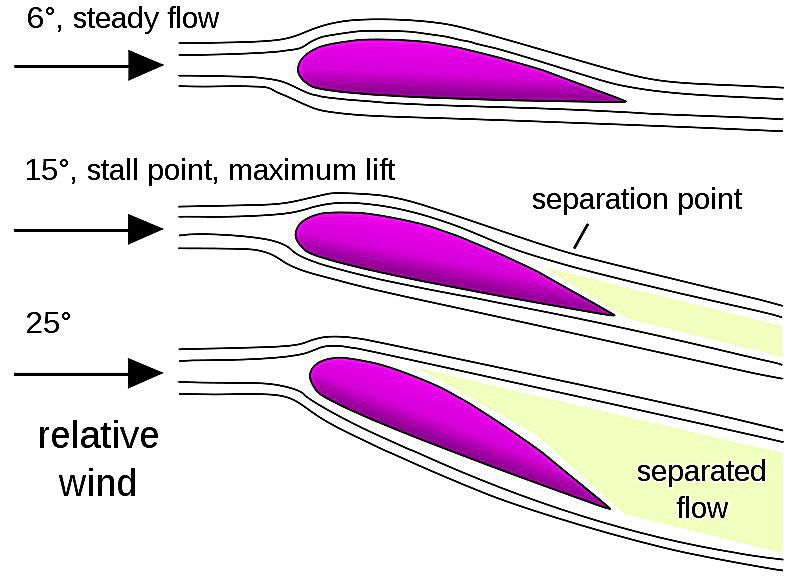 6°, steady flow
15°, stall point, maximum lift
separation point
25°
relative
wind
separated
flow